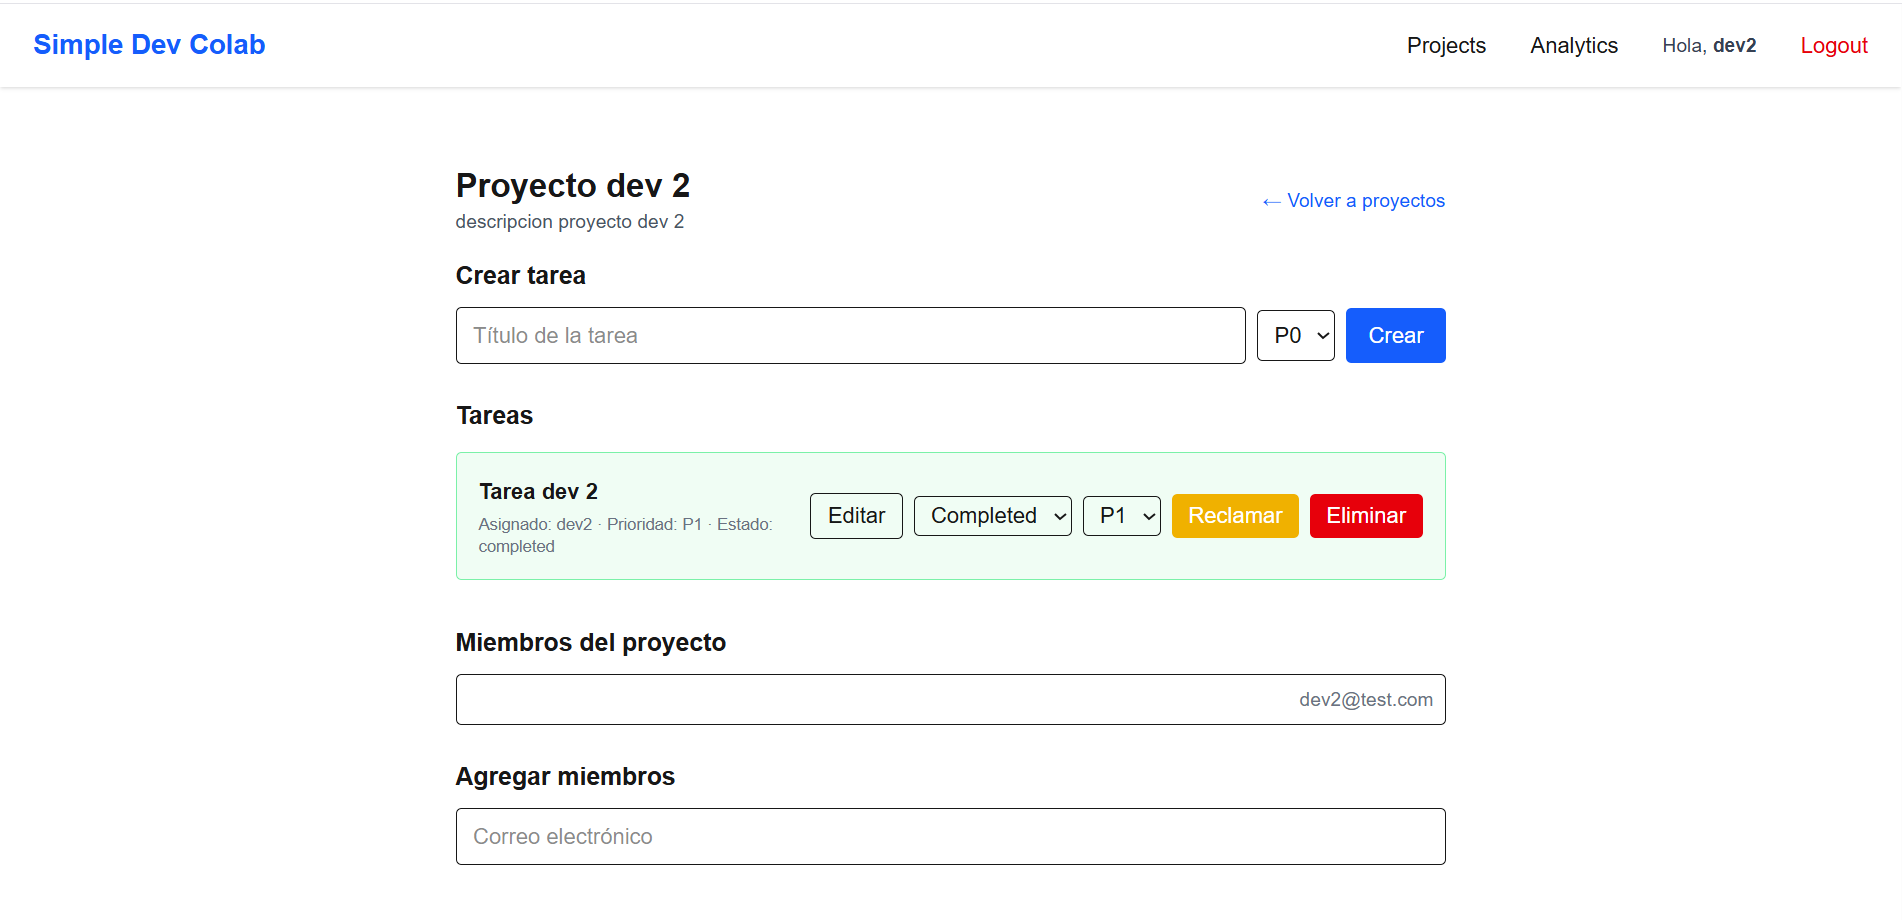 Simple Dev Colab
Projects
Analytics
Hola, dev2
Logout
Proyecto dev 2
descripcion proyecto dev 2
← Volver a proyectos
Crear tarea
Título de la tarea
P0
Crear
Tareas
Tarea dev 2
Asignado: dev2 · Prioridad: P1 · Estado:
completed
Editar
Completed
P1
Reclamar
Eliminar
Miembros del proyecto
dev2@test.com
Agregar miembros
Correo electrónico